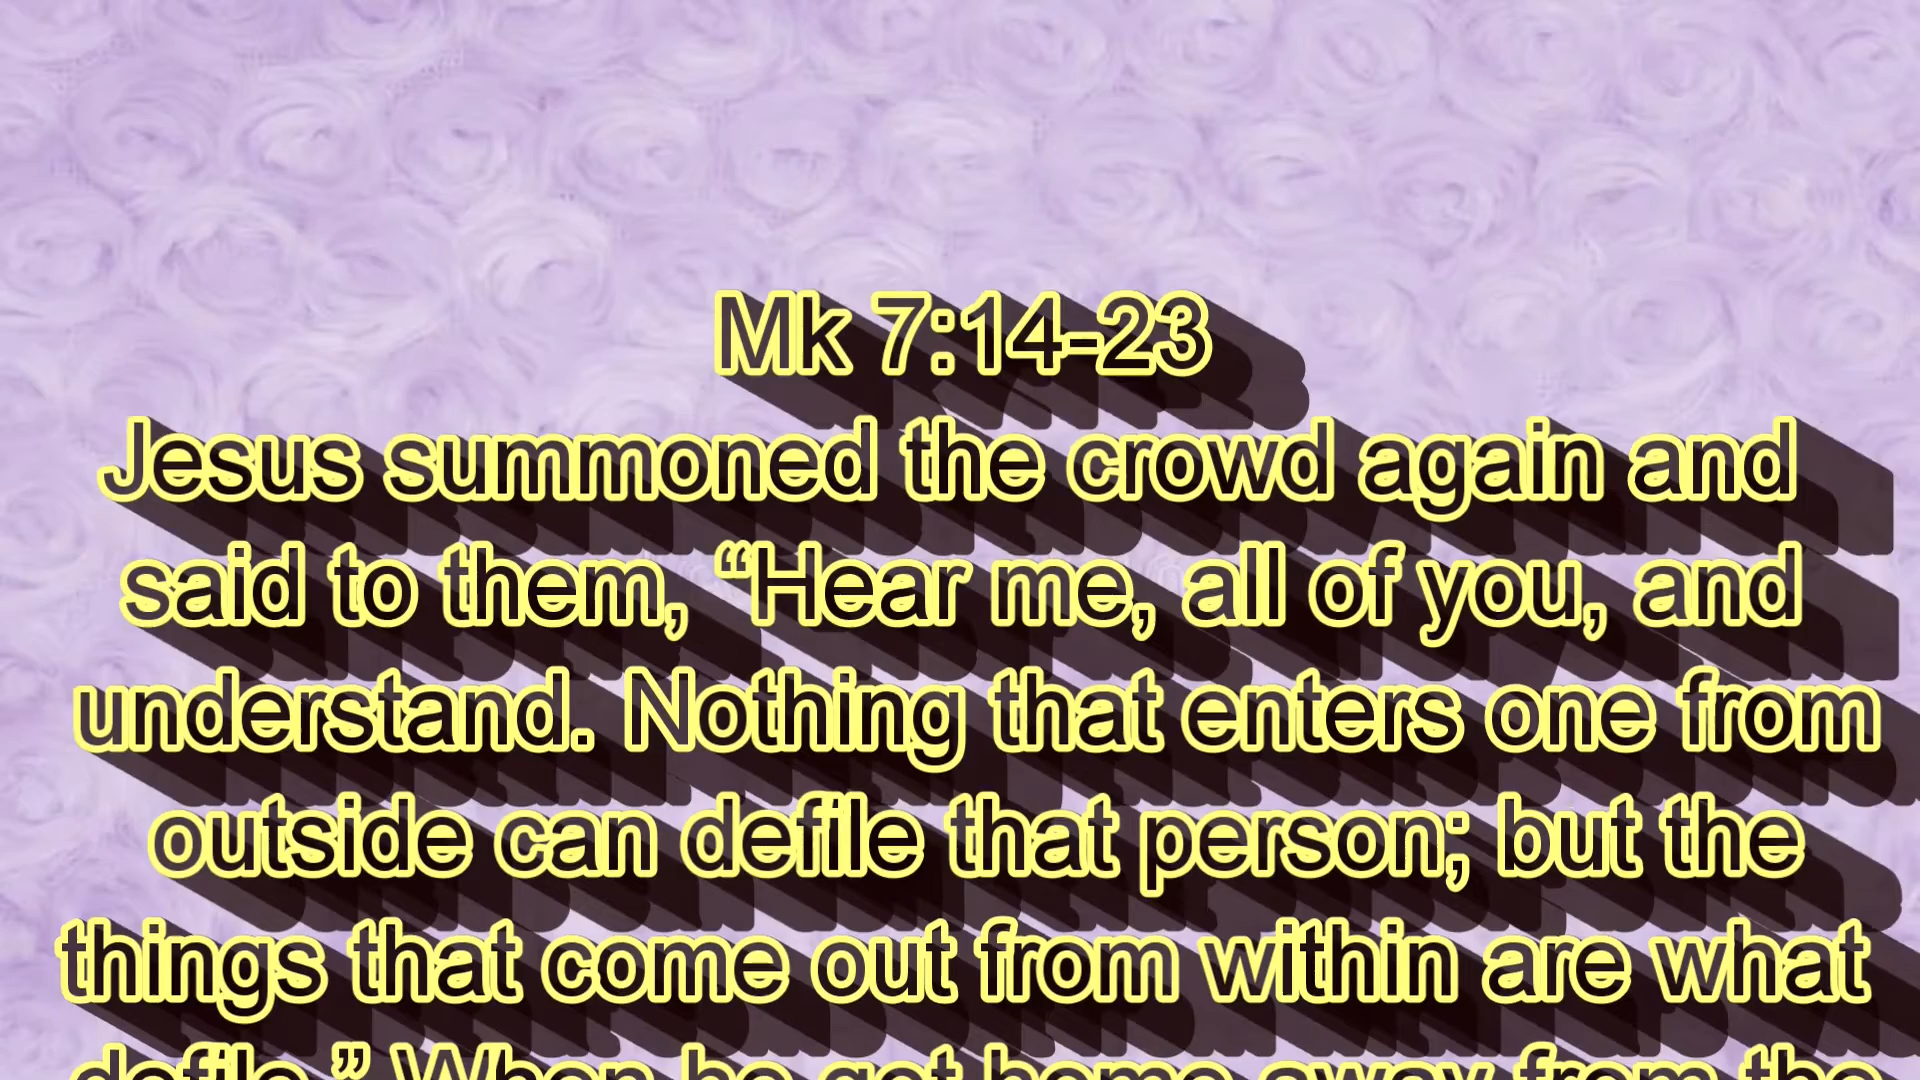 Mk 7:14-23
Jesus summoned the crowd again and
said to them, “Hear me, all of you, and
understand. Nothing that enters one from
outside can defile that person; but the
things that come out from within are what
defile.” When he got home away from the